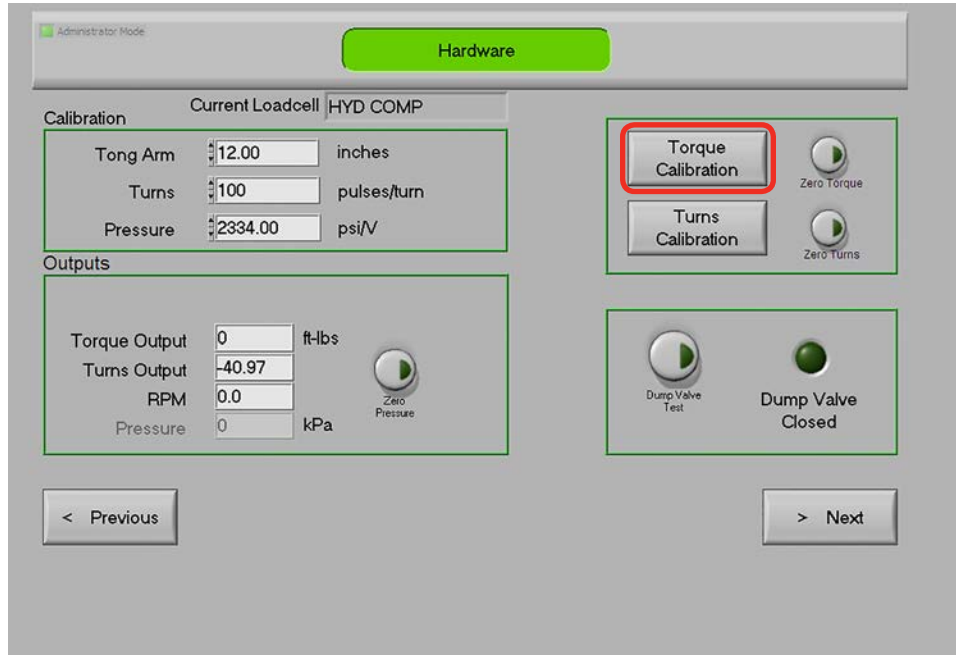 Administrator Mode
Hardware
Current Loadcell HYD COMP
Calibration
Tong Arm 12.00 inches
Turns 100 pulses/turn
Pressure 2334.00 psi/V
Torque
Calibration
Zero Torque
Turns
Calibration
Zero Turns
Outputs
Torque Output 0 ft-lbs
Turns Output -40.97
RPM 0.0
Pressure 0 kPa
Zero
Pressure
Dump Valve
Test
Dump Valve
Closed
< Previous
> Next